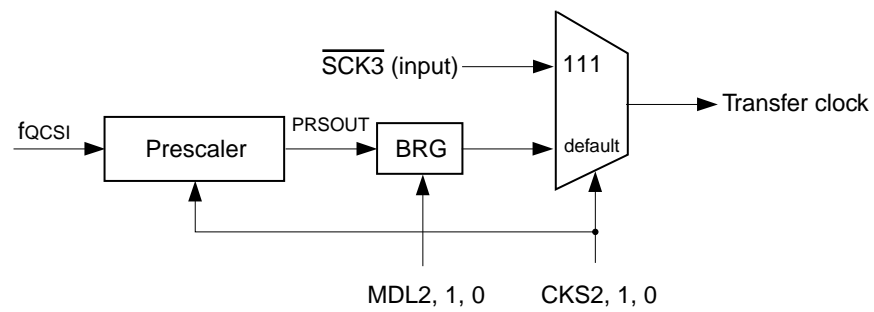 SCK3 (input)
111
Transfer clock
fQCSI
PRSOUT
Prescaler
BRG
default
MDL2, 1, 0
CKS2, 1, 0